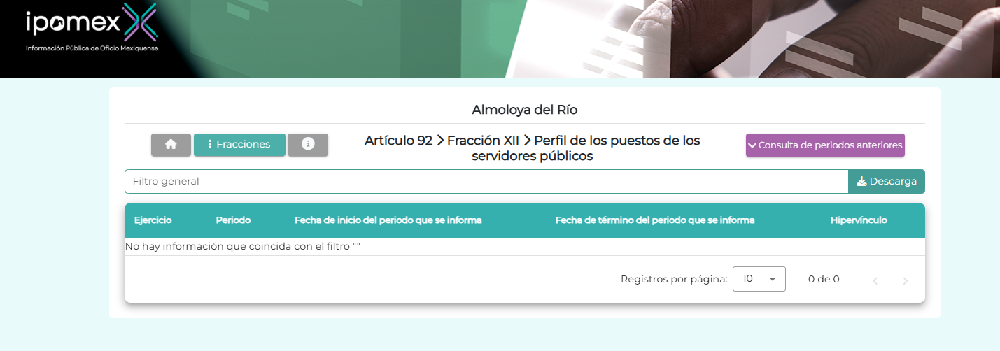 ipomex
Información Pública de Oficio Mexiquense
Almoloya del Río
Fracciones
Artículo 92 > Fracción XII > Perfil de los puestos de los
servidores públicos
Consulta de periodos anteriores
Filtro general
Descarga
Ejercicio Periodo Fecha de inicio del periodo que se informa Fecha de término del periodo que se informa Hipervínculo
No hay información que coincida con el filtro ""
Registros por página: 10 0 de 0